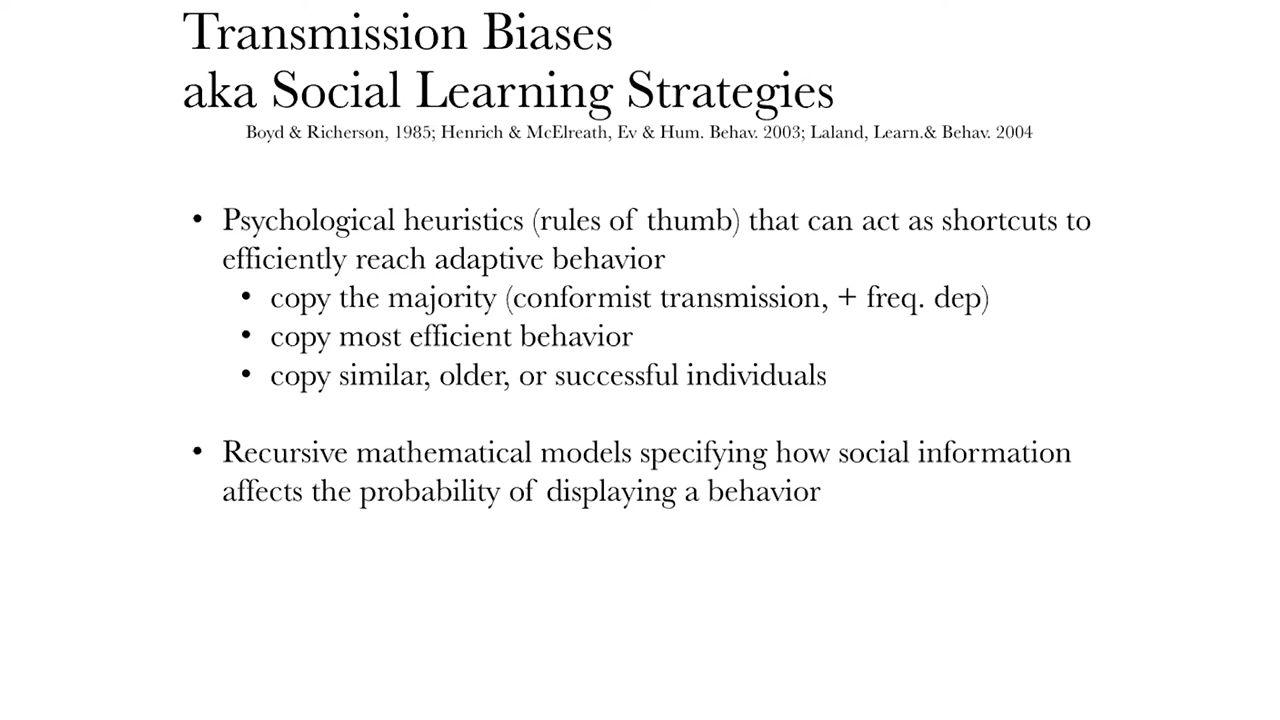 Transmission Biases
aka Social Learning Strategies
Boyd & Richerson, 1985; Henrich & McElreath, Ev & Hum. Behav. 2003; Laland, Learn.& Behav. 2004
• Psychological heuristics (rules of thumb) that can act as shortcuts to
efficiently reach adaptive behavior
• copy the majority (conformist transmission, + freq. dep)
• copy most efficient behavior
• copy similar, older, or successful individuals
• Recursive mathematical models specifying how social information
affects the probability of displaying a behavior